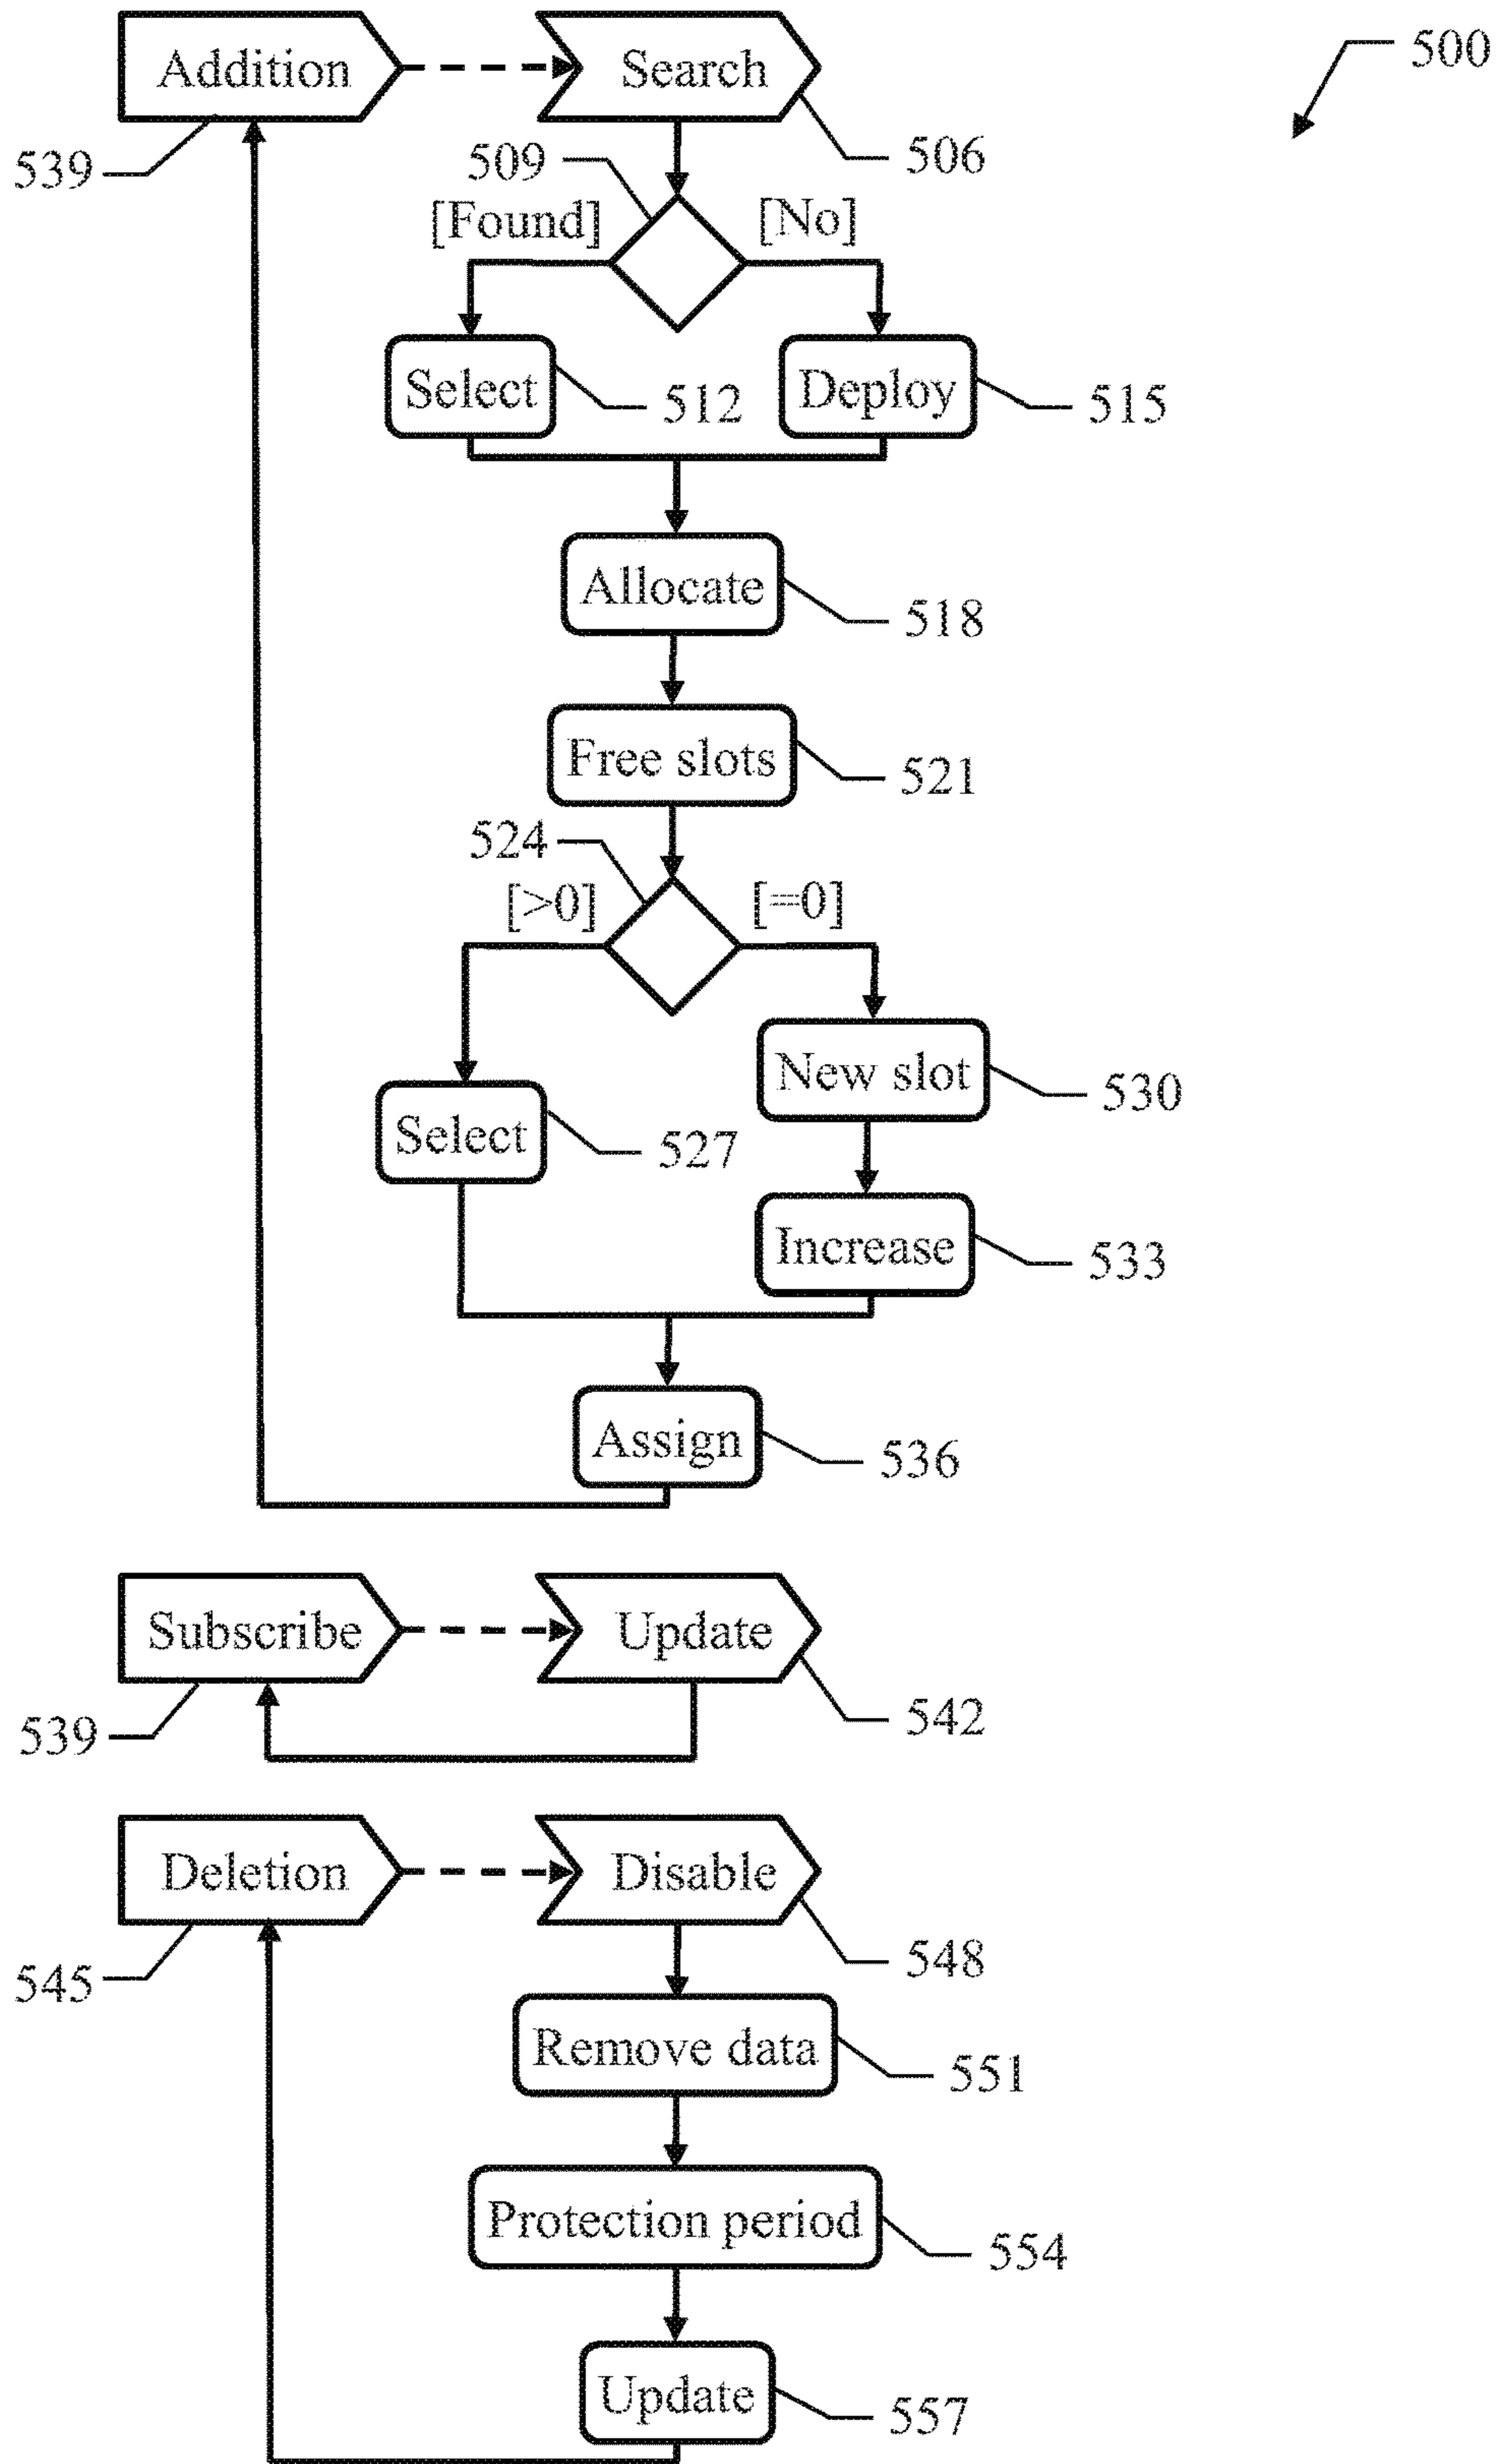 Addition
Search
500
539
509
506
[Found]
[No]
Select
512
Deploy
515
Allocate
518
Free slots
521
524
[>0]
[=0]
New slot
530
Select
527
Increase
533
Assign
536
Subscribe
Update
539
542
Deletion
Disable
545
548
Remove data
551
Protection period
554
Update
557